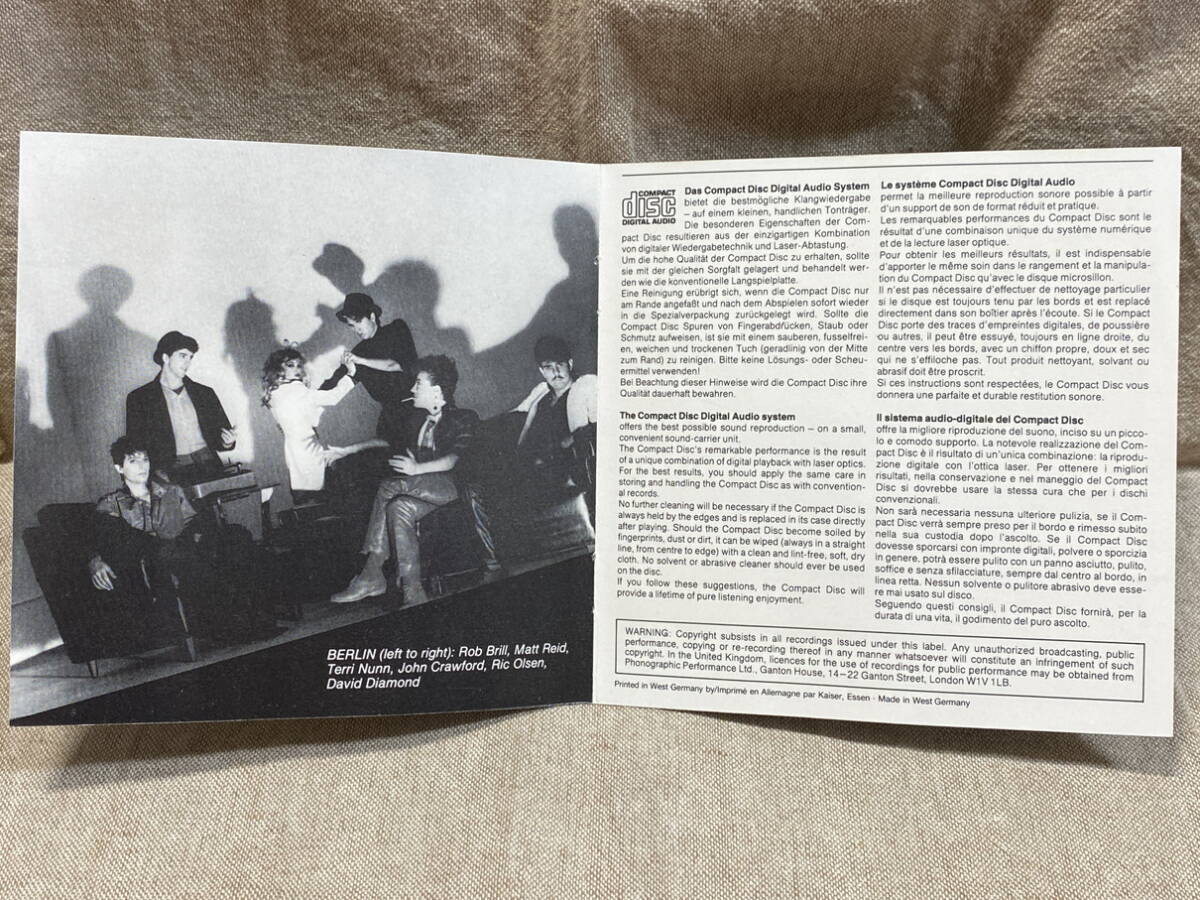 BERLIN (left to right): Rob Brill, Matt Reid,
Terri Nunn, John Crawford, Ric Olsen,
David Diamond
COMPACT
disc
DIGITAL AUDIO
Das Compact Disc Digital Audio System
bietet die bestmögliche Klangwiedergabe
– auf einem kleinen, handlichen Tonträger.
Die besonderen Eigenschaften der Com-
pact Disc resultieren aus der einzigartigen Kombination
von digitaler Wiedergabetechnik und Laser-Abtastung.
Um die hohe Qualität der Compact Disc zu erhalten, sollte
sie mit der gleichen Sorgfalt gelagert und behandelt wer-
den wie die konventionelle Langspielplatte.
Eine Reinigung erübrigt sich, wenn die Compact Disc nur
am Rande angefaßt und nach dem Abspielen sofort wieder
in die Spezialverpackung zurückgelegt wird. Sollte die
Compact Disc Spuren von Fingerabdrücken, Staub oder
Schmutz aufweisen, ist sie mit einem sauberen, fusselfrei-
en, weichen und trockenen Tuch (geradlinig von der Mitte
zum Rand) zu reinigen. Bitte keine Lösungs- oder Scheu-
ermittel verwenden!
Bei Beachtung dieser Hinweise wird die Compact Disc ihre
Qualität dauerhaft bewahren.
The Compact Disc Digital Audio system
offers the best possible sound reproduction – on a small,
convenient sound-carrier unit.
The Compact Disc's remarkable performance is the result
of a unique combination of digital playback with laser optics.
For the best results, you should apply the same care in
storing and handling the Compact Disc as with convention-
al records.
No further cleaning will be necessary if the Compact Disc is
always held by the edges and is replaced in its case directly
after playing. Should the Compact Disc become soiled by
fingerprints, dust or dirt, it can be wiped (always in a straight
line, from centre to edge) with a clean and lint-free, soft, dry
cloth. No solvent or abrasive cleaner should ever be used
on the disc.
If you follow these suggestions, the Compact Disc will
provide a lifetime of pure listening enjoyment.
Le système Compact Disc Digital Audio
permet la meilleure reproduction sonore possible à partir
d'un support de son de format réduit et pratique.
Les remarquables performances du Compact Disc sont le
résultat d'une combinaison unique du système numérique
et de la lecture laser optique.
Pour obtenir les meilleurs résultats, il est indispensable
d'apporter le même soin dans le rangement et la manipula-
tion du Compact Disc qu'avec le disque microsillon.
Il n'est pas nécessaire d'effectuer de nettoyage particulier
si le disque est toujours tenu par les bords et est replacé
directement dans son boîtier après l'écoute. Si le Compact
Disc porte des traces d'empreintes digitales, de poussière
ou autres, il peut être essuyé, toujours en ligne droite, du
centre vers les bords, avec un chiffon propre, doux et sec
qui ne s'effiloche pas. Tout produit nettoyant, solvant ou
abrasif doit être proscrit.
Si ces instructions sont respectées, le Compact Disc vous
donnera une parfaite et durable restitution sonore.
Il sistema audio-digitale del Compact Disc
offre la migliore riproduzione del suono, inciso su un picco-
lo e comodo supporto. La notevole realizzazione del Com-
pact Disc è il risultato di un'unica combinazione: la riprodu-
zione digitale con l'ottica laser. Per ottenere i migliori
risultati, nella conservazione e nel maneggio del Compact
Disc si dovrebbe usare la stessa cura che per i dischi
convenzionali.
Non sarà necessaria nessuna ulteriore pulizia, se il Com-
pact Disc verrà sempre preso per il bordo e rimesso subito
nella sua custodia dopo l'ascolto. Se il Compact Disc
dovesse sporcarsi con impronte digitali, polvere o sporcizia
in genere, potrà essere pulito con un panno asciutto, pulito,
soffice e senza sfilacciature, sempre dal centro al bordo, in
linea retta. Nessun solvente o pulitore abrasivo deve esse-
re mai usato sul disco.
Seguendo questi consigli, il Compact Disc fornirà, per la
durata di una vita, il godimento del puro ascolto.
WARNING: Copyright subsists in all recordings issued under this label. Any unauthorized broadcasting, public
performance, copying or re-recording thereof in any manner whatsoever will constitute an infringement of such
copyright. In the United Kingdom, licences for the use of recordings for public performance may be obtained from
Phonographic Performance Ltd., Ganton House, 14–22 Ganton Street, London W1V 1LB.
Printed in West Germany by/Imprimé en Allemagne par Kaiser, Essen · Made in West Germany